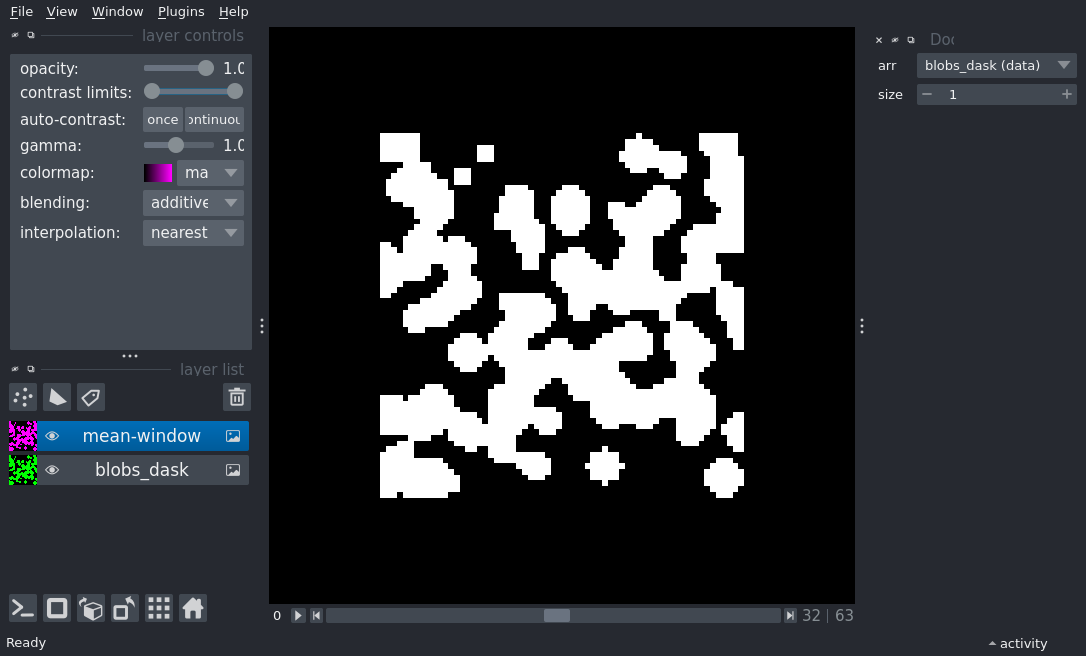 File View Window Plugins Help
layer controls
opacity: 1.0
contrast limits:
auto-contrast: once ontinuou
gamma: 1.0
colormap: ma
blending: additive
interpolation: nearest
layer list
mean-window
blobs_dask
0 32 | 63
Doc
arr blobs_dask (data)
size 1
Ready
activity